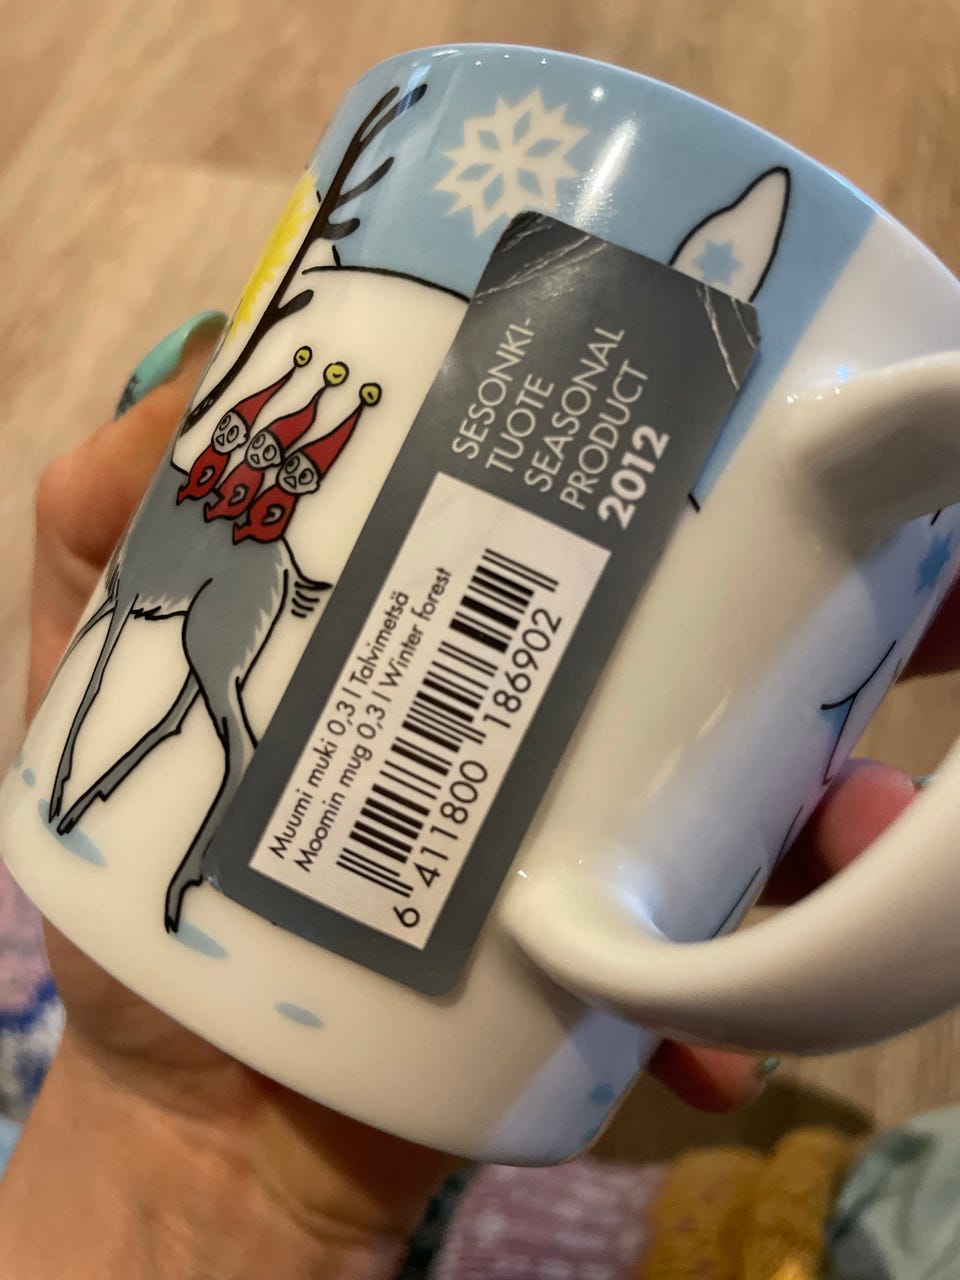 SESONKI-
TUOTE
SEASONAL
PRODUCT
2012
Muumi muki 0,3 l Talvimetsä
Moomin mug 0,3 l Winter forest
6 411800 186902